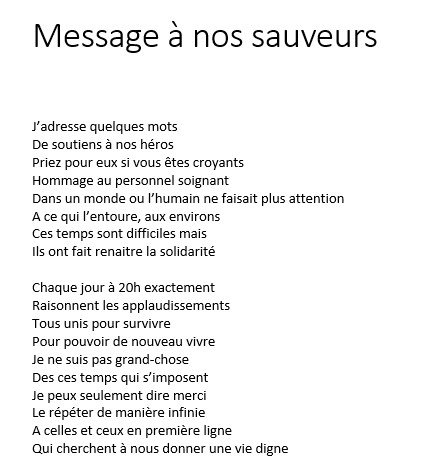 Message à nos sauveurs
J’adresse quelques mots
De soutiens à nos héros
Priez pour eux si vous êtes croyants
Hommage au personnel soignant
Dans un monde ou l’humain ne faisait plus attention
A ce qui l’entoure, aux environs
Ces temps sont difficiles mais
Ils ont fait renaitre la solidarité
Chaque jour à 20h exactement
Raisonnent les applaudissements
Tous unis pour survivre
Pour pouvoir de nouveau vivre
Je ne suis pas grand-chose
Des ces temps qui s’imposent
Je peux seulement dire merci
Le répéter de manière infinie
A celles et ceux en première ligne
Qui cherchent à nous donner une vie digne